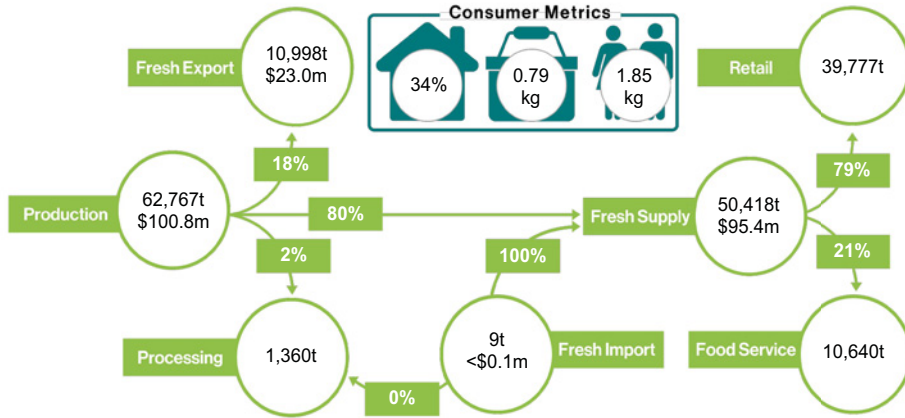 Consumer Metrics
34%
0.79
kg
1.85
kg
Fresh Export
10,998t
$23.0m
Retail
39,777t
18%
79%
Production
62,767t
$100.8m
80%
Fresh Supply
50,418t
$95.4m
2%
100%
21%
Processing
1,360t
9t
<$0.1m
Fresh Import
Food Service
10,640t
0%